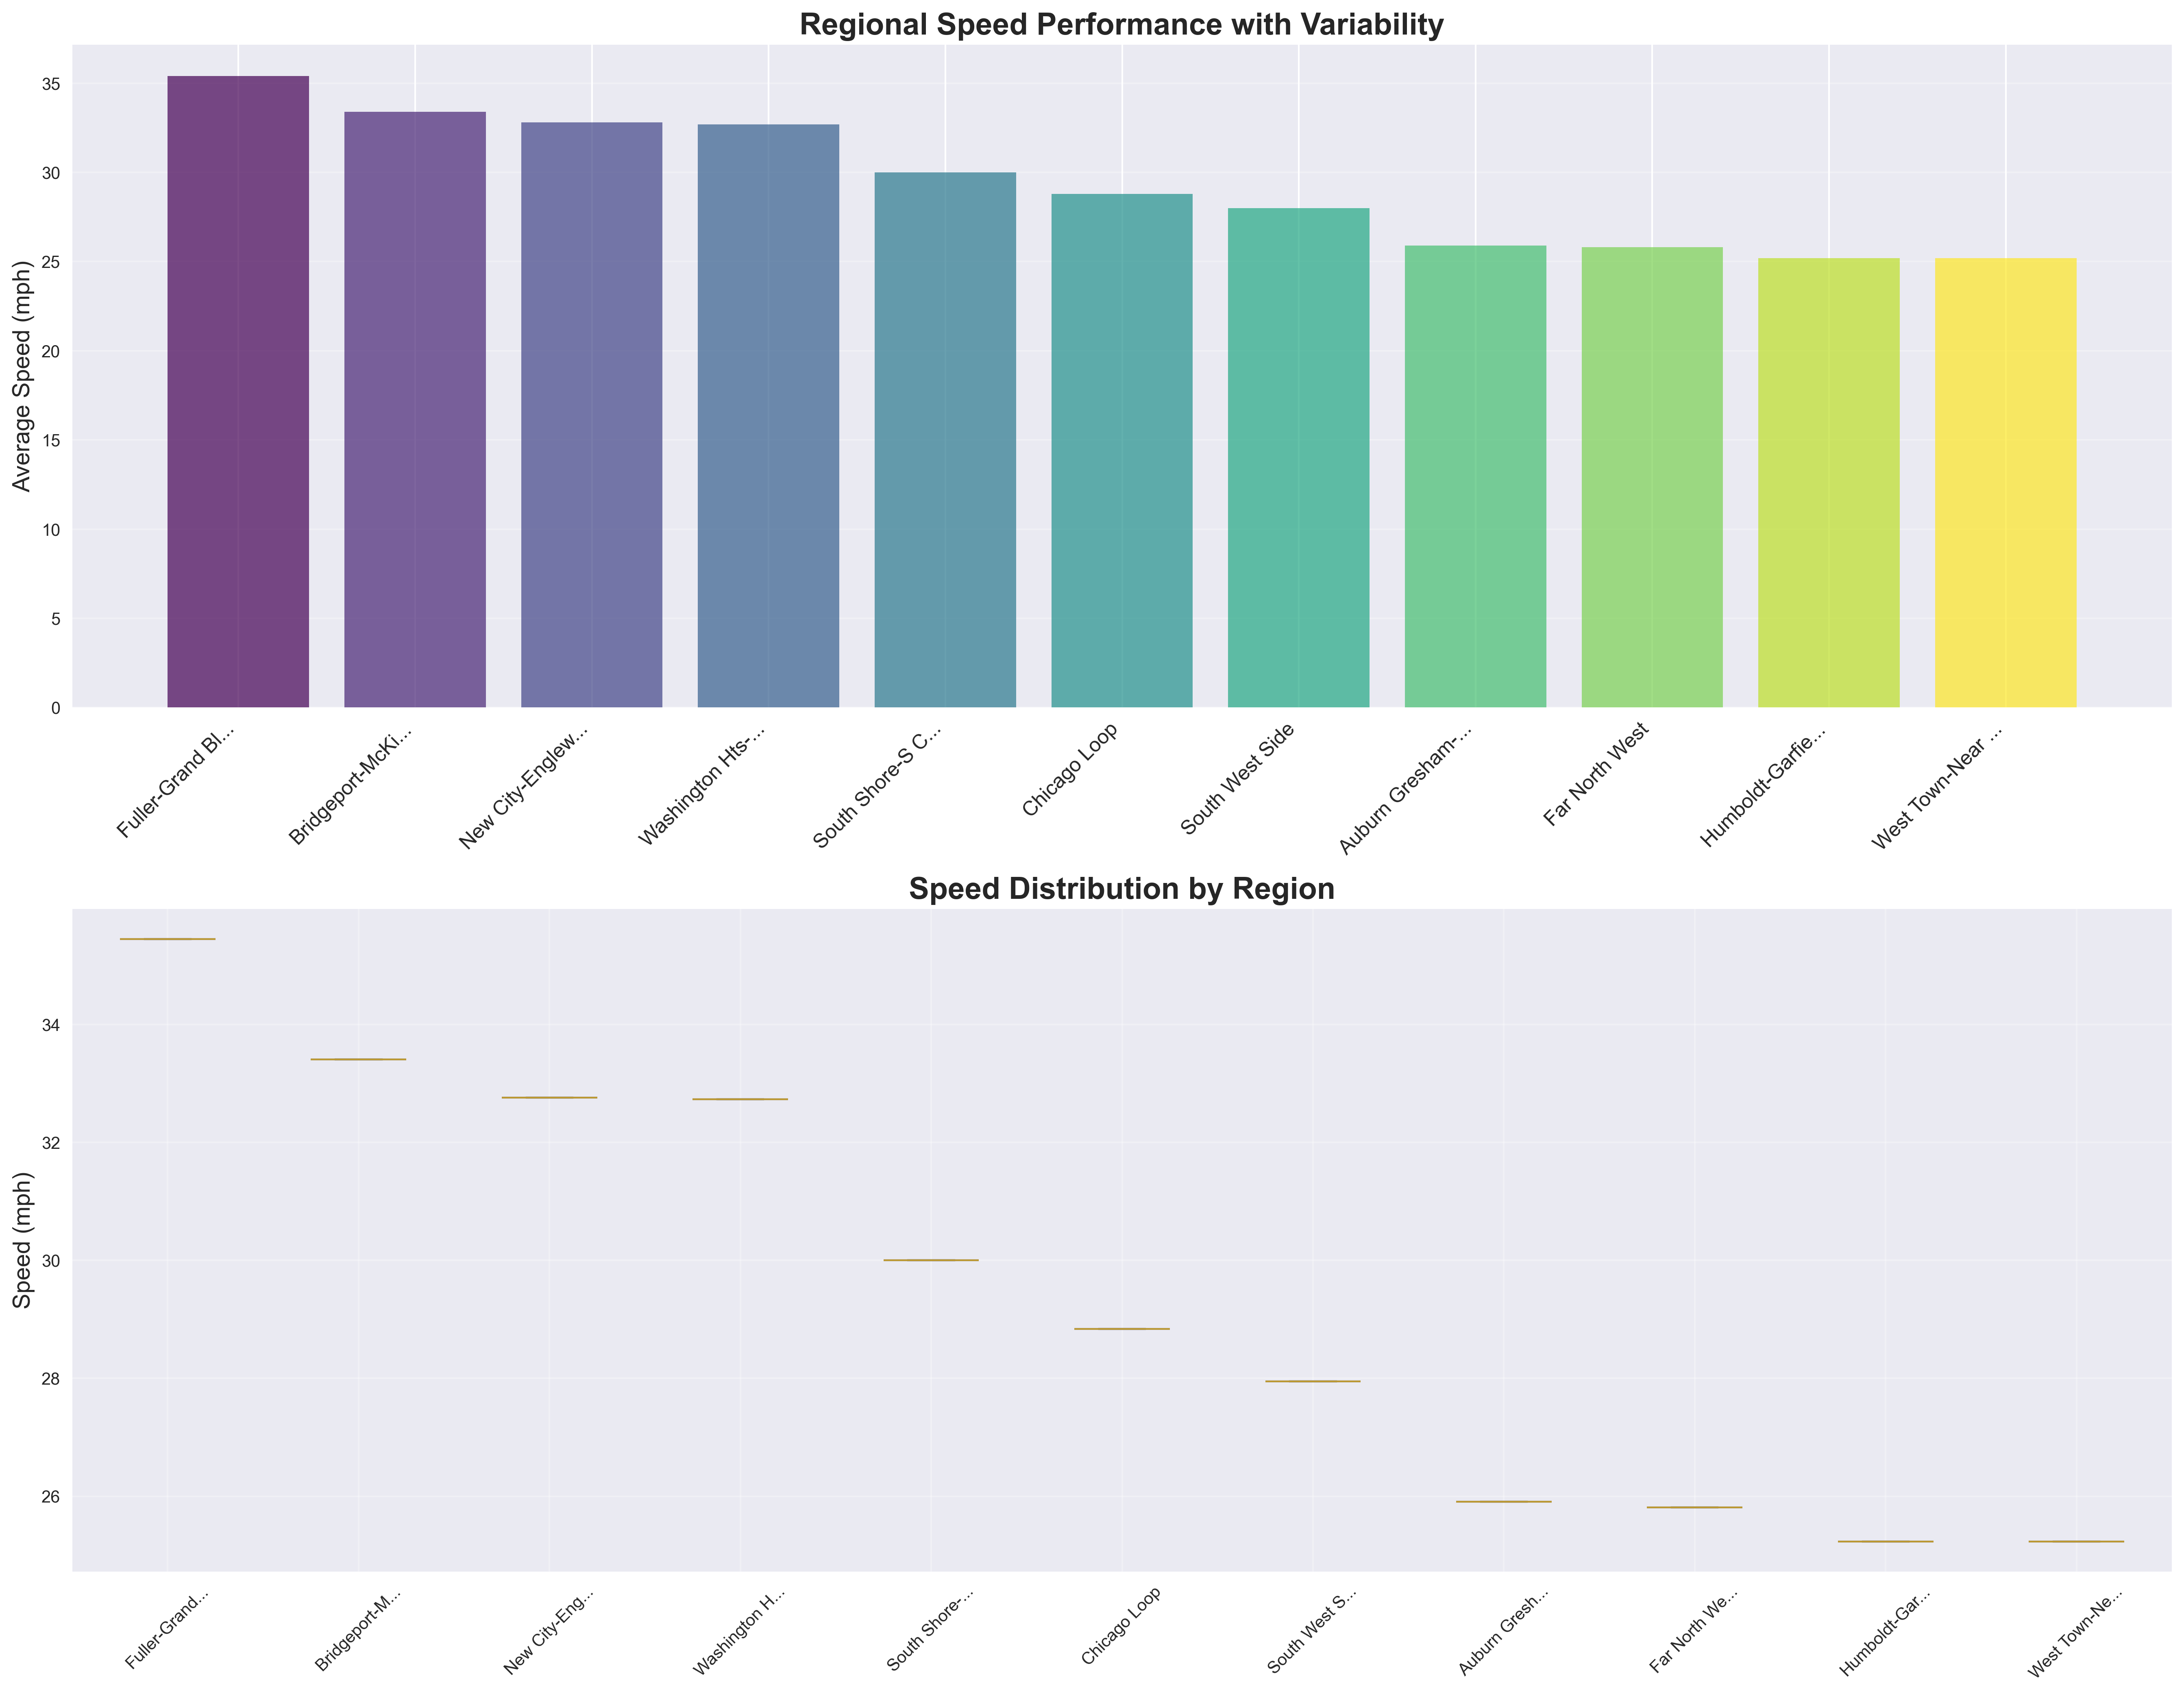 Regional Speed Performance with Variability
Average Speed (mph)
35
30
25
20
15
10
5
0
Fuller-Grand Bl...
Bridgeport-McKi...
New City-Englew...
Washington Hts-...
South Shore-S C...
Chicago Loop
South West Side
Auburn Gresham-...
Far North West
Humboldt-Garfie...
West Town-Near ...
Speed Distribution by Region
Speed (mph)
34
32
30
28
26
Fuller-Grand...
Bridgeport-M...
New City-Eng...
Washington H...
South Shore-...
Chicago Loop
South West S...
Auburn Gresh...
Far North We...
Humboldt-Gar...
West Town-Ne...